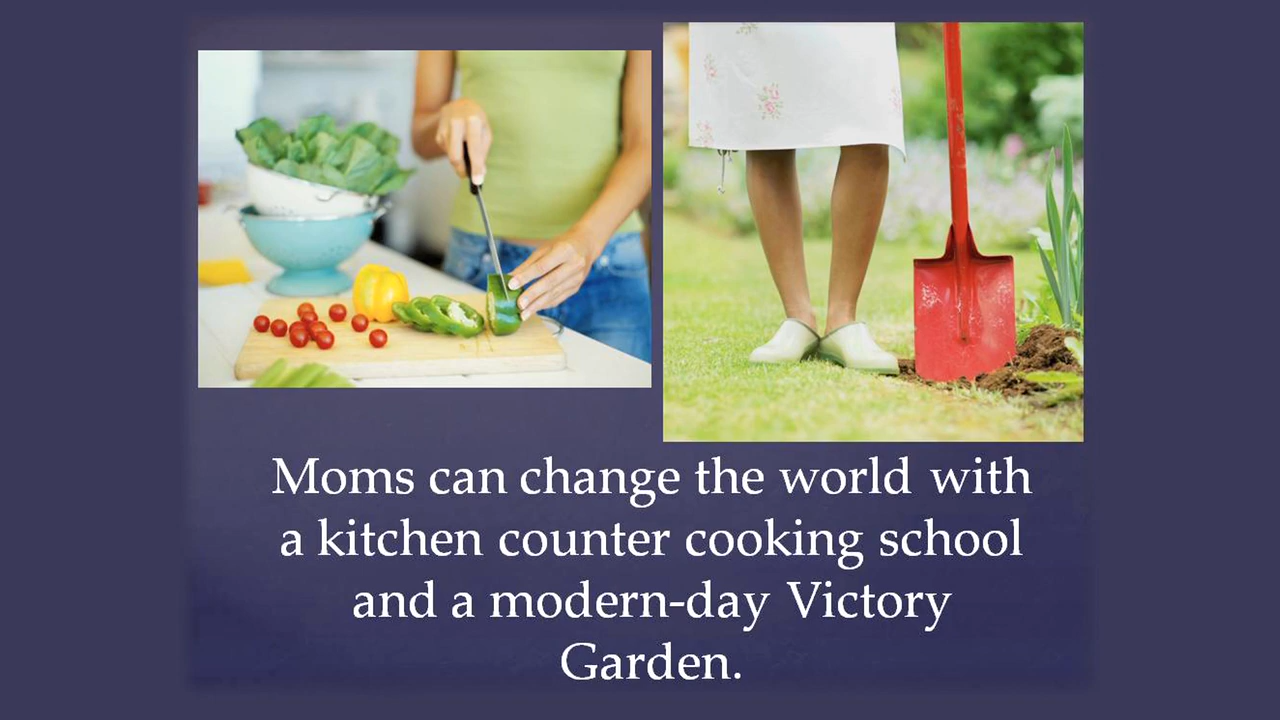 Moms can change the world with
a kitchen counter cooking school
and a modern-day Victory
Garden.